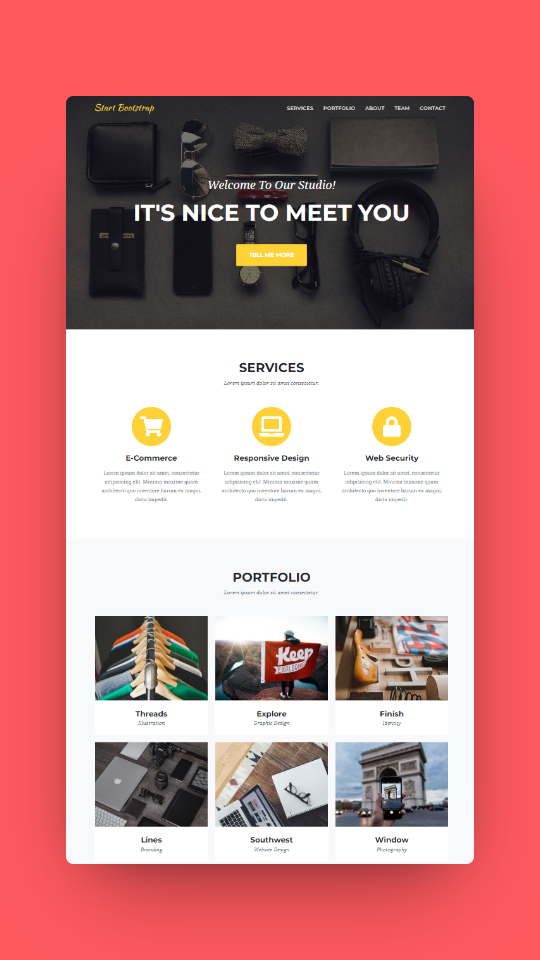 Start Bootstrap
SERVICES PORTFOLIO ABOUT TEAM CONTACT
Welcome To Our Studio!
IT'S NICE TO MEET YOU
TELL ME MORE
SERVICES
Lorem ipsum dolor sit amet consectetur.
E-Commerce
Lorem ipsum dolor sit amet, consectetur
adipisicing elit. Minima maxime quam
architecto quo inventore harum ex magni,
dicta impedit.
Responsive Design
Lorem ipsum dolor sit amet, consectetur
adipisicing elit. Minima maxime quam
architecto quo inventore harum ex magni,
dicta impedit.
Web Security
Lorem ipsum dolor sit amet, consectetur
adipisicing elit. Minima maxime quam
architecto quo inventore harum ex magni,
dicta impedit.
PORTFOLIO
Lorem ipsum dolor sit amet consectetur.
Keep
EXPLORING
Threads
Illustration
Explore
Graphic Design
Finish
Identity
Lines
Branding
Southwest
Website Design
Window
Photography